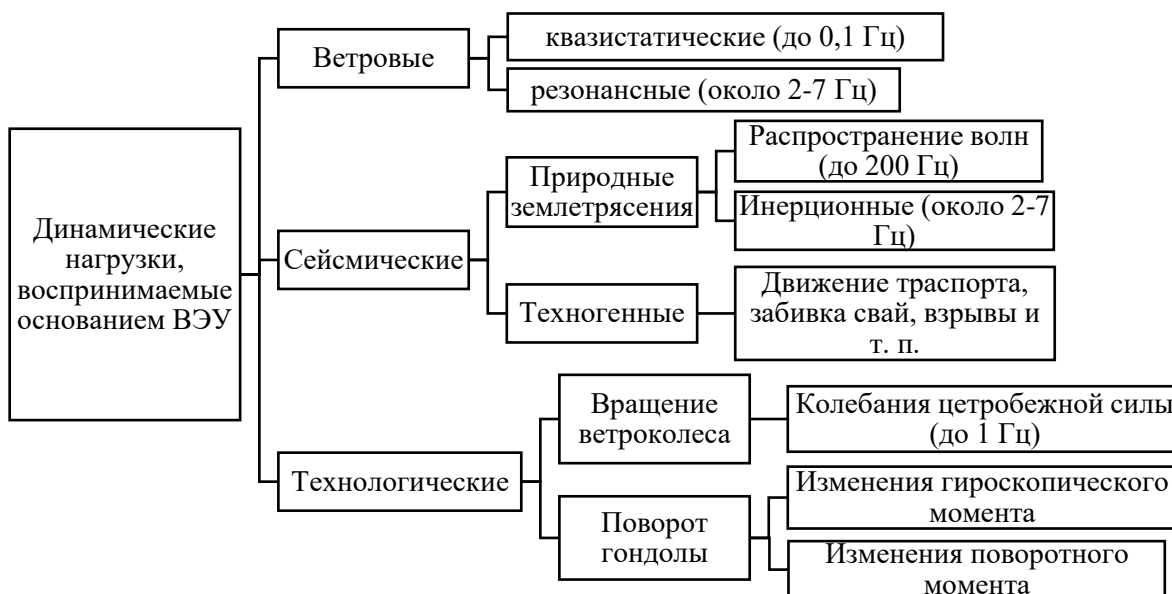 Динамические
нагрузки,
воспринимаемые
основанием ВЭУ
Ветровые
квазистатические (до 0,1 Гц)
резонансные (около 2-7 Гц)
Сейсмические
Природные
землетрясения
Распространение волн
(до 200 Гц)
Инерционные (около 2-7
Гц)
Техногенные
Движение траспорта,
забивка свай, взрывы и
т. п.
Технологические
Вращение
ветроколеса
Колебания цетробежной силы
(до 1 Гц)
Поворот
гондолы
Изменения гироскопического
момента
Изменения поворотного
момента